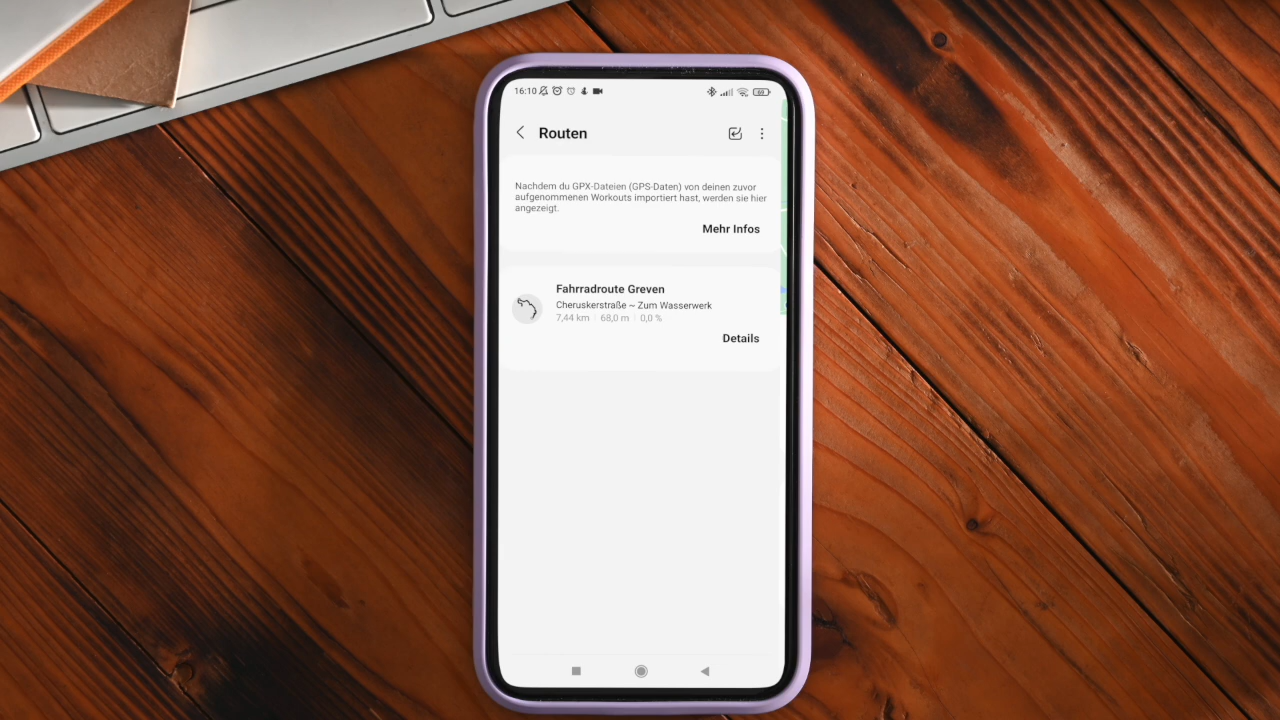 16:10 69
Routen
Nachdem du GPX-Dateien (GPS-Daten) von deinen zuvor
aufgenommenen Workouts importiert hast, werden sie hier
angezeigt.
Mehr Infos
Fahrradroute Greven
Cheruskerstraße ~ Zum Wasserwerk
7,44 km 68,0 m 0,0 %
Details